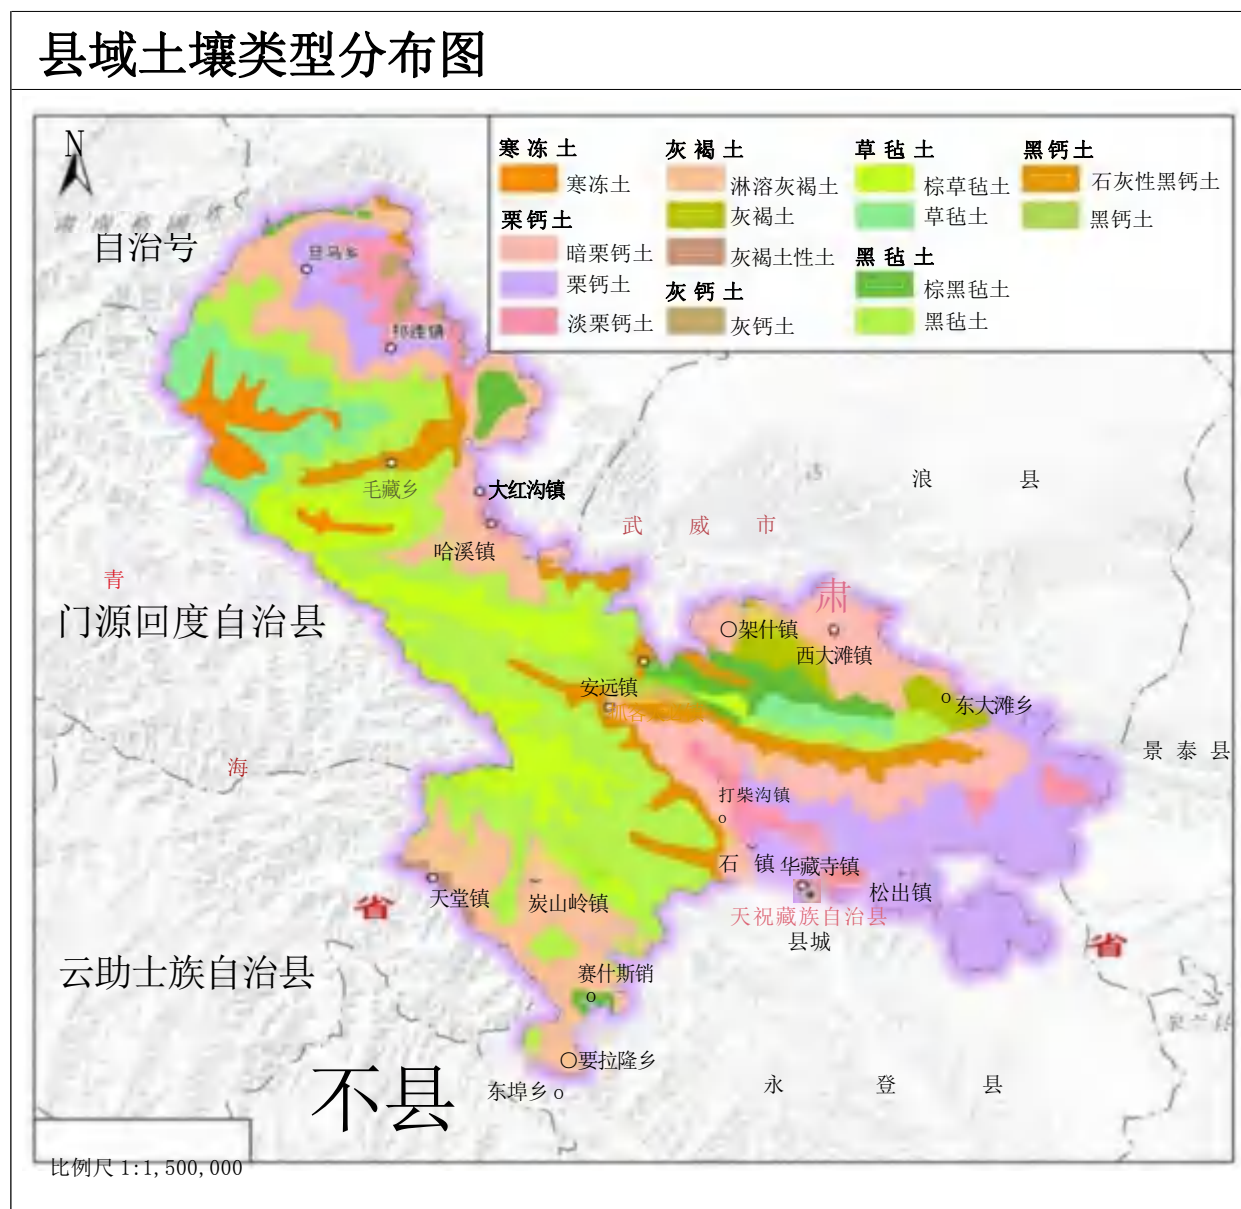 县域土壤类型分布图
N
寒冻土
寒冻土
栗钙土
暗栗钙土
栗钙土
淡栗钙土
灰褐土
淋溶灰褐土
灰褐土
灰褐土性土
灰钙土
灰钙土
草毡土
棕草毡土
草毡土
黑毡土
棕黑毡土
黑毡土
黑钙土
石灰性黑钙土
黑钙土
自治号
旦马乡
祁连镇
毛藏乡
大红沟镇
浪县
武威市
哈溪镇
青
肃
门源回度自治县
○架什镇
西大滩镇
安远镇
o东大滩乡
景泰县
海
打柴沟镇
o
石镇
华藏寺镇
松出镇
天堂镇
炭山岭镇
省
天祝藏族自治县
县城
省
云助士族自治县
赛什斯销
o
○要拉隆乡
不县
东埠乡o
永登县
比例尺 1:1,500,000